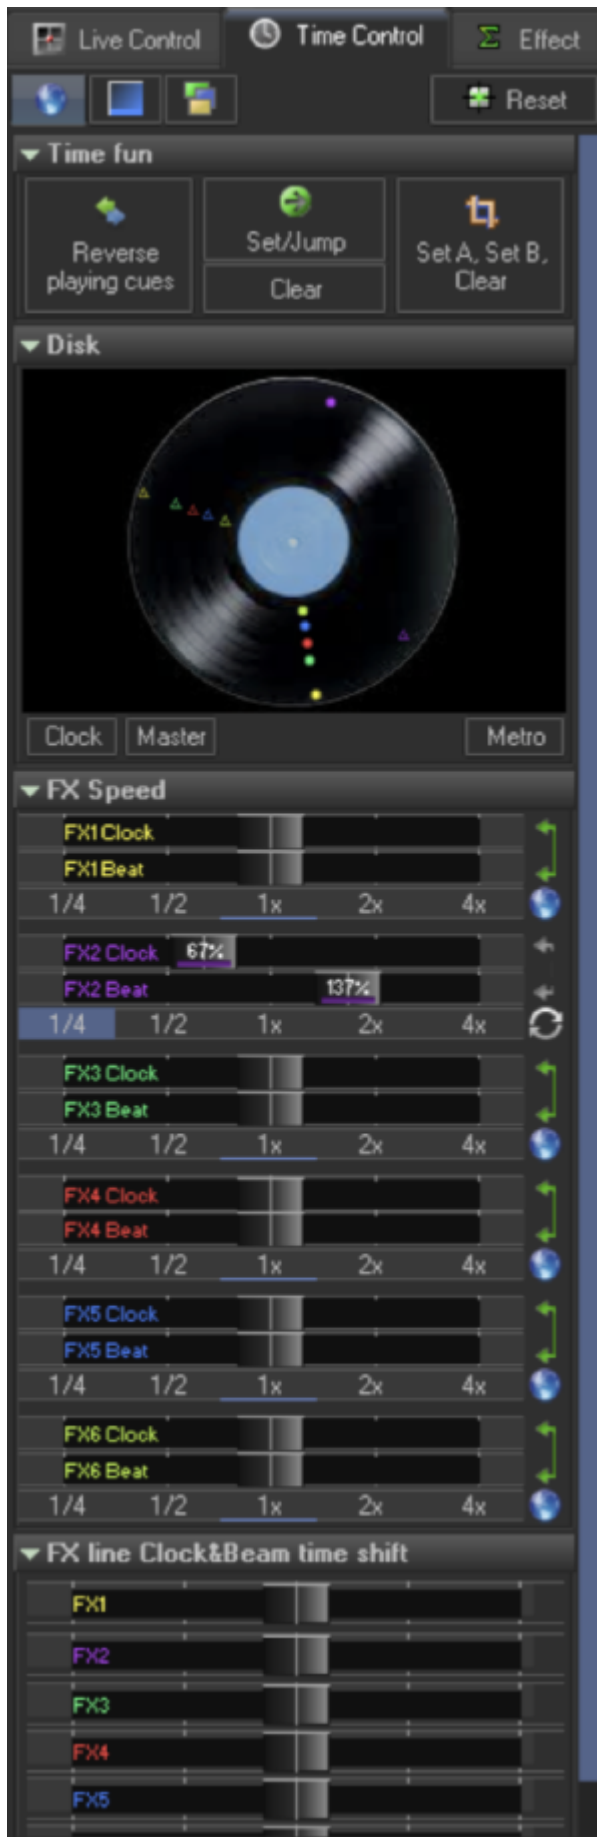 Live Control Time Control Effect
Reset
Time fun
Reverse
playing cues
Set/Jump
Clear
Set A, Set B,
Clear
Disk
Clock Master Metro
FX Speed
FX1 Clock
FX1 Beat
1/4 1/2 1x 2x 4x
FX2 Clock 67%
FX2 Beat 137%
1/4 1/2 1x 2x 4x
FX3 Clock
FX3 Beat
1/4 1/2 1x 2x 4x
FX4 Clock
FX4 Beat
1/4 1/2 1x 2x 4x
FX5 Clock
FX5 Beat
1/4 1/2 1x 2x 4x
FX6 Clock
FX6 Beat
1/4 1/2 1x 2x 4x
FX line Clock&Beam time shift
FX1
FX2
FX3
FX4
FX5